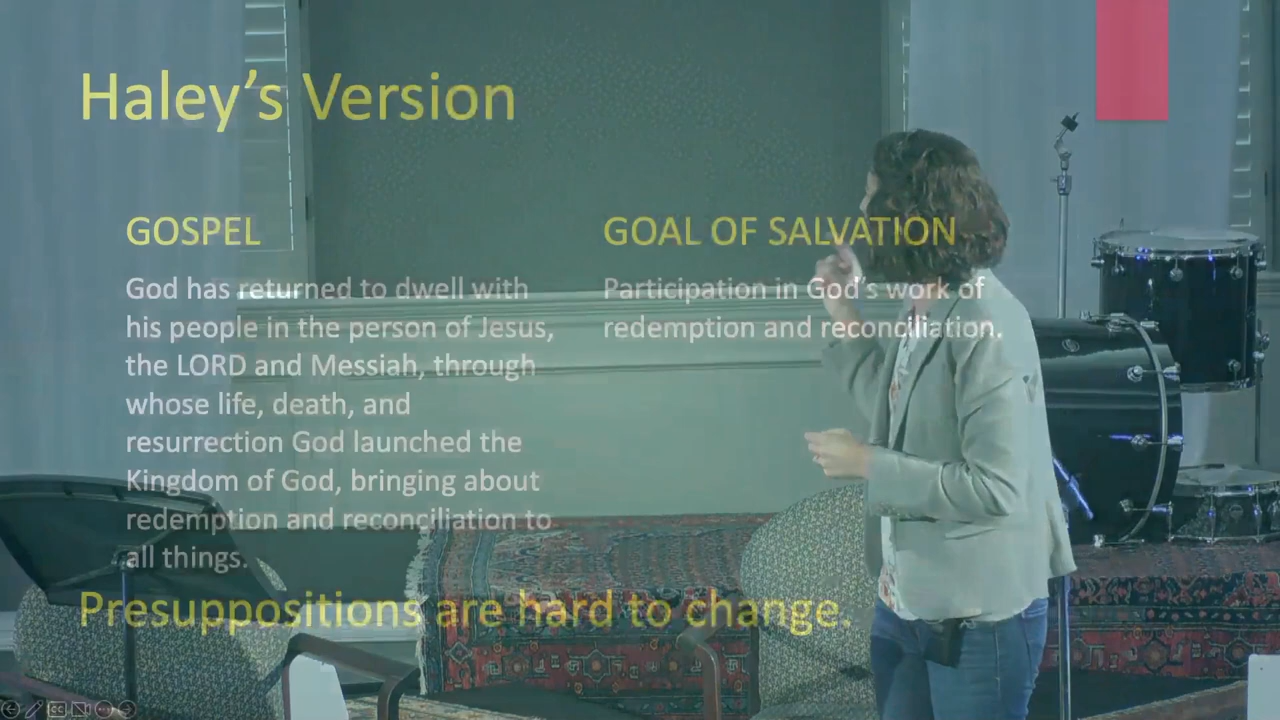 Haley's Version
GOSPEL
God has returned to dwell with
his people in the person of Jesus,
the LORD and Messiah, through
whose life, death, and
resurrection God launched the
Kingdom of God, bringing about
redemption and reconciliation to
all things.
GOAL OF SALVATION
Participation in God's work of
redemption and reconciliation.
Presuppositions are hard to change.